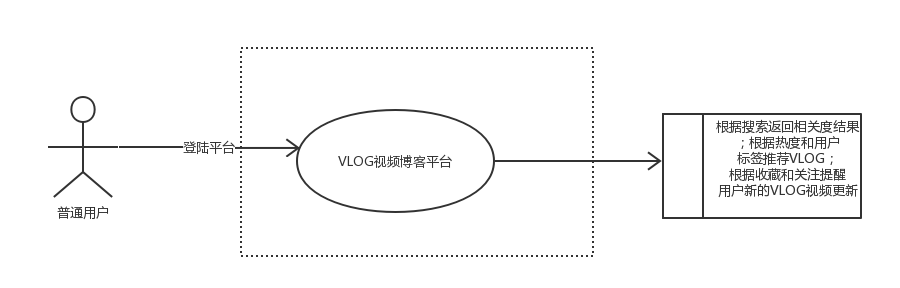 登陆平台
VLOG视频博客平台
普通用户
根据搜索返回相关度结果
；根据热度和用户
标签推荐VLOG；
根据收藏和关注提醒
用户新的VLOG视频更新